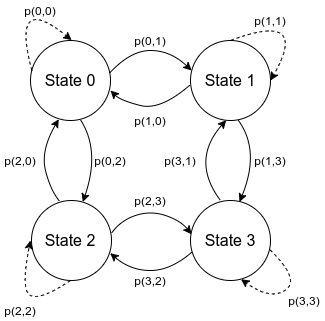 p(0,0)
p(1,1)
p(0,1)
State 0
State 1
p(1,0)
p(2,0)
p(0,2)
p(3,1)
p(1,3)
p(2,3)
State 2
State 3
p(3,2)
p(2,2)
p(3,3)